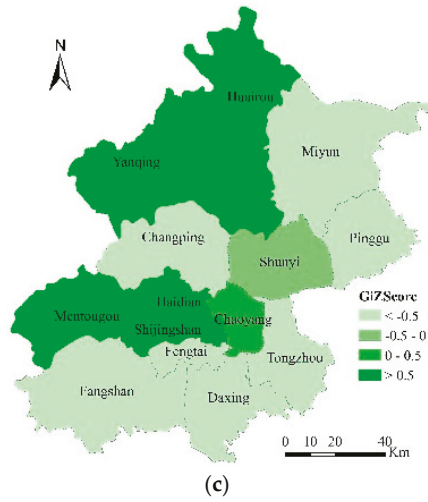 N
Huairou
Yanqing
Miyun
Changping
Pinggu
Shunyi
GiZScore
< -0.5
-0.5 - 0
0 - 0.5
> 0.5
Haidian
Mentougou
Chaoyang
Shijingshan
Fengtai
Tongzhou
Fangshan
Daxing
0 10 20 40
Km
(c)